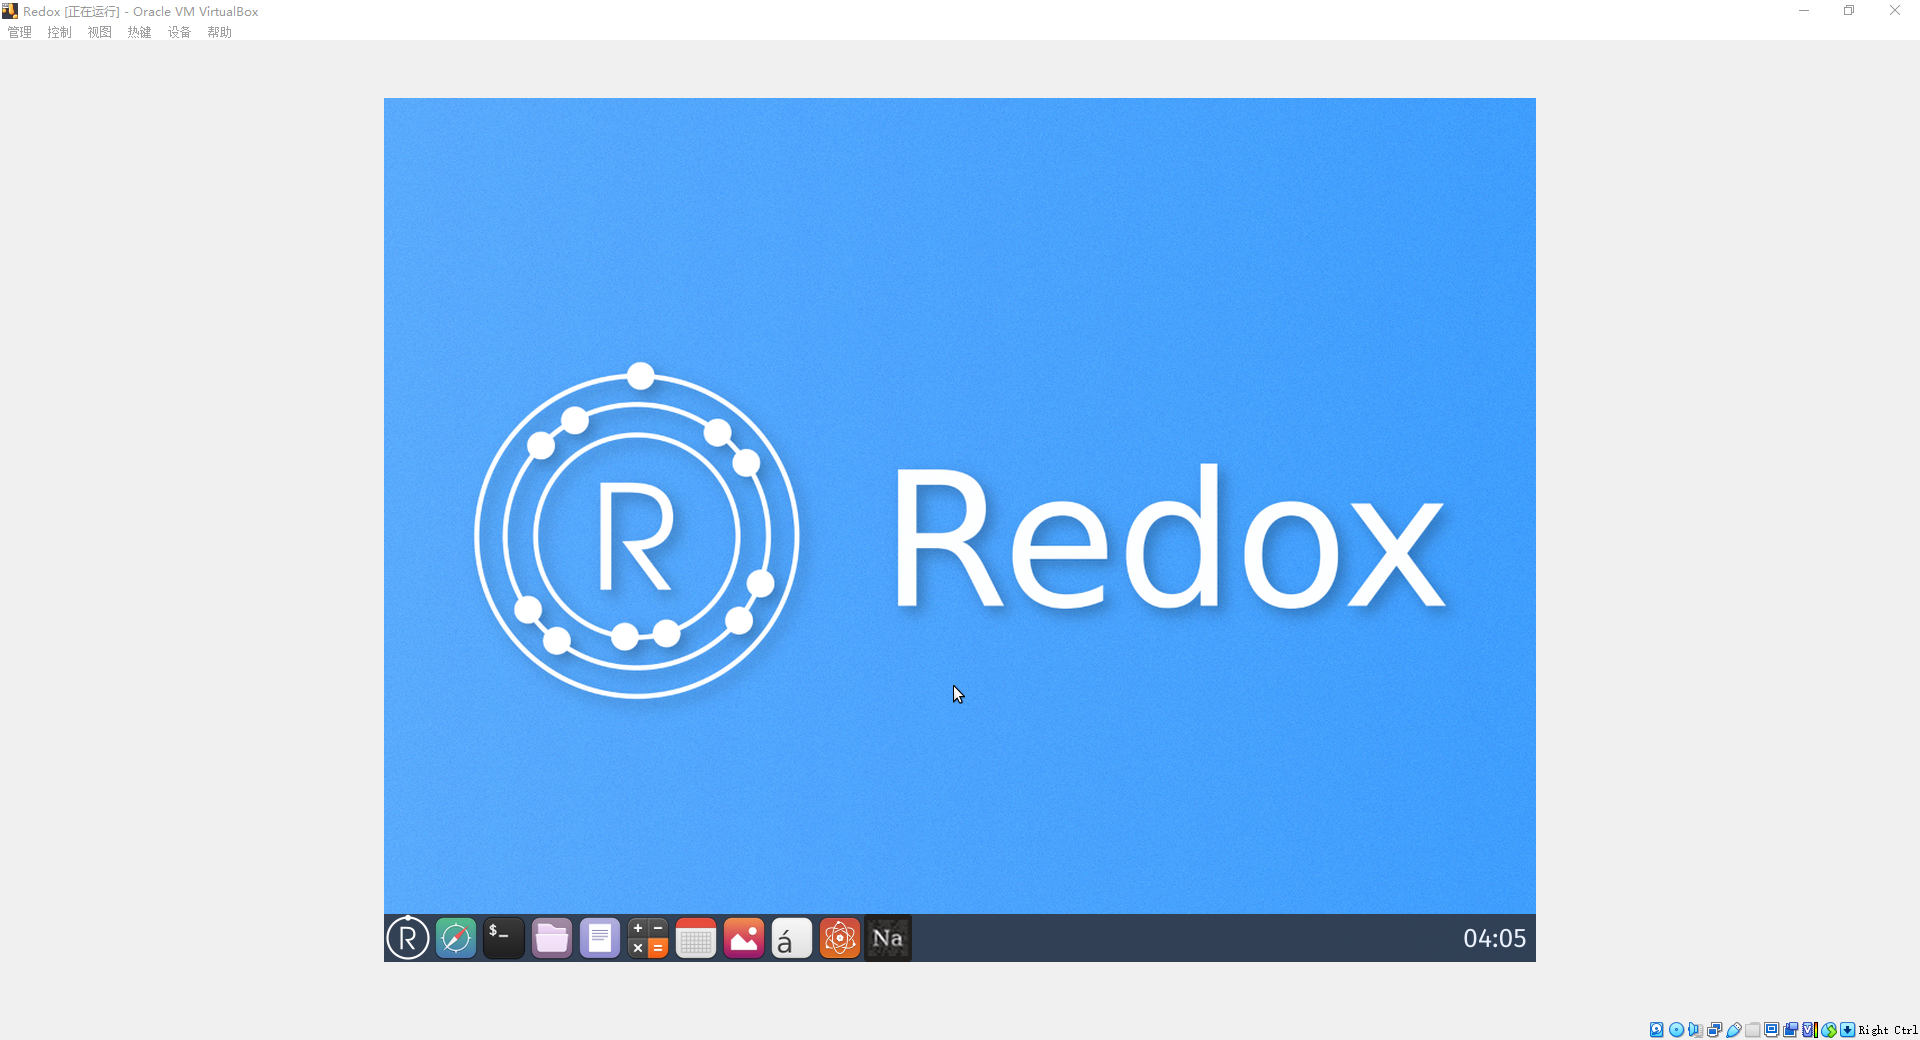 Redox [正在运行] - Oracle VM VirtualBox
管理 控制 视图 热键 设备 帮助
R
Redox
R $_ + − × = á Na 04:05
Right Ctrl